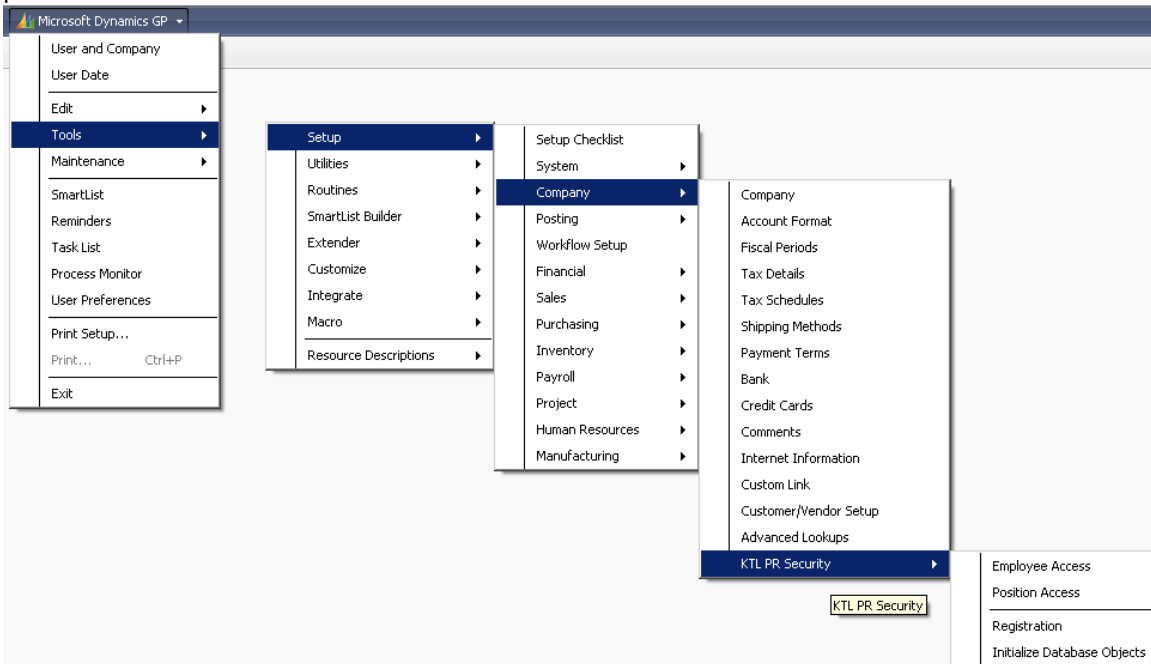 Microsoft Dynamics GP
User and Company
User Date
Edit
Tools
Maintenance
SmartList
Reminders
Task List
Process Monitor
User Preferences
Print Setup...
Print... Ctrl+P
Exit
Setup
Utilities
Routines
SmartList Builder
Extender
Customize
Integrate
Macro
Resource Descriptions
Setup Checklist
System
Company
Posting
Workflow Setup
Financial
Sales
Purchasing
Inventory
Payroll
Project
Human Resources
Manufacturing
Company
Account Format
Fiscal Periods
Tax Details
Tax Schedules
Shipping Methods
Payment Terms
Bank
Credit Cards
Comments
Internet Information
Custom Link
Customer/Vendor Setup
Advanced Lookups
KTL PR Security
KTL PR Security
Employee Access
Position Access
Registration
Initialize Database Objects